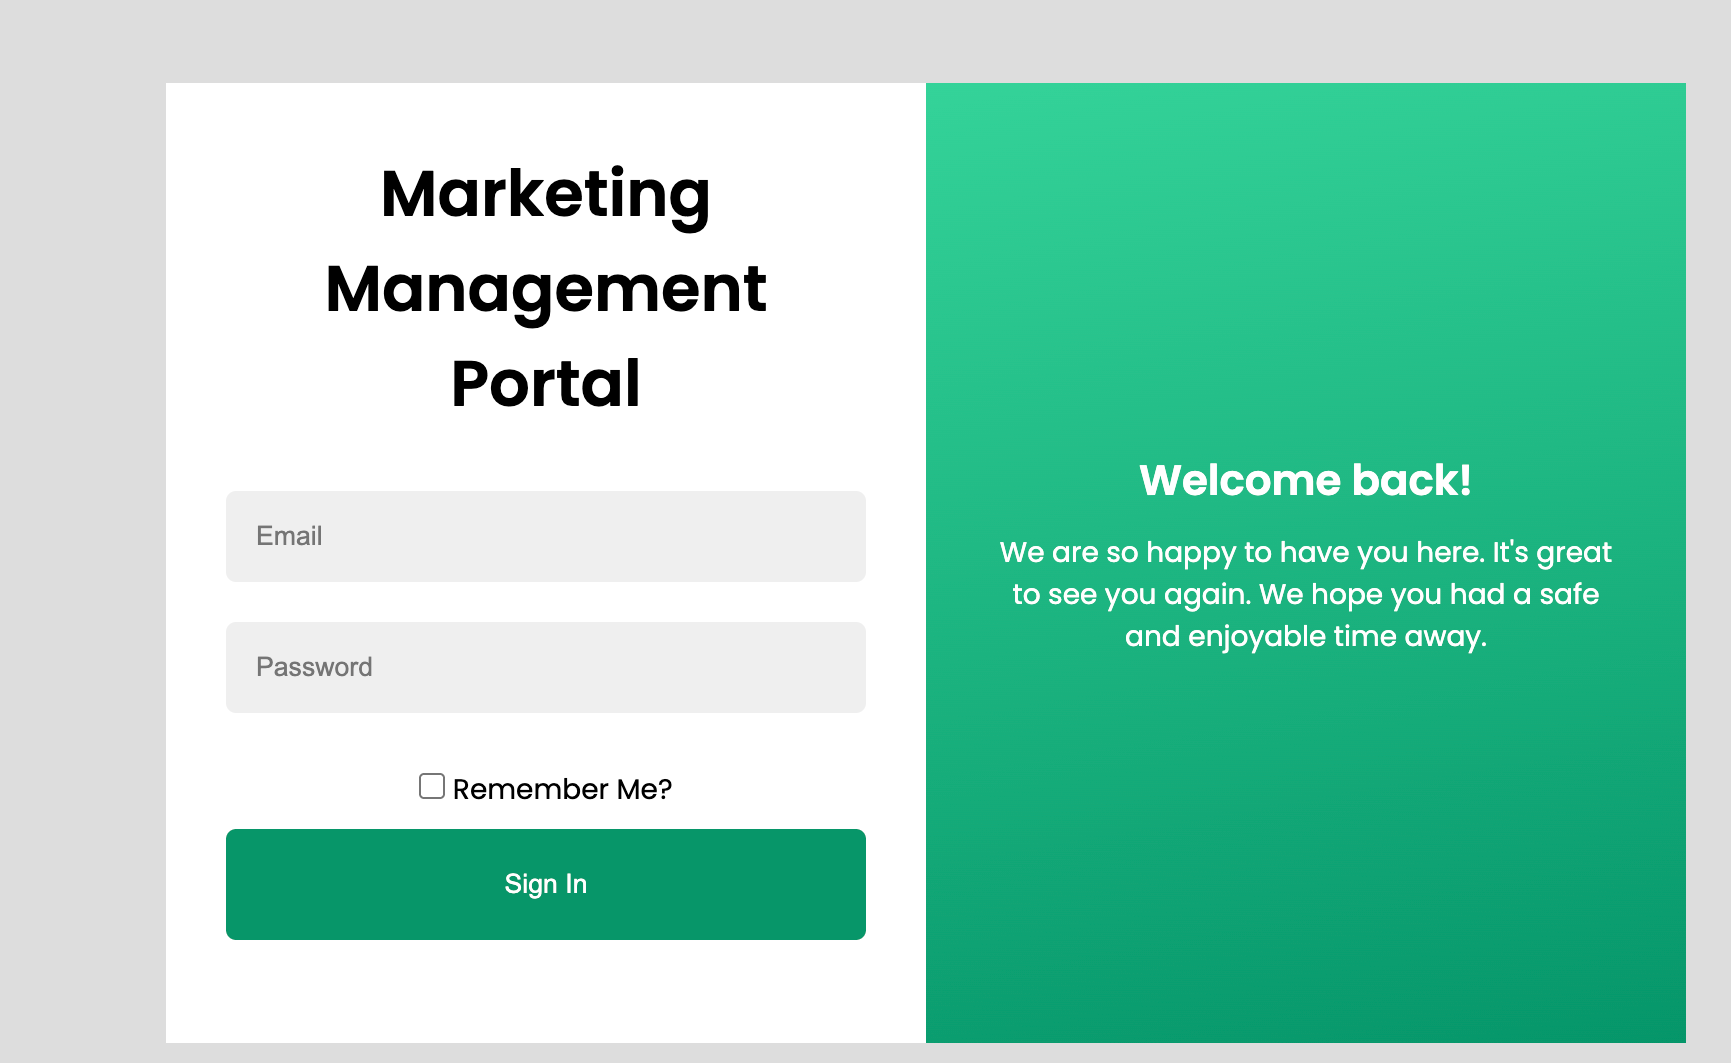 Marketing
Management
Portal
Email
Password
Remember Me?
Sign In
Welcome back!
We are so happy to have you here. It's great
to see you again. We hope you had a safe
and enjoyable time away.